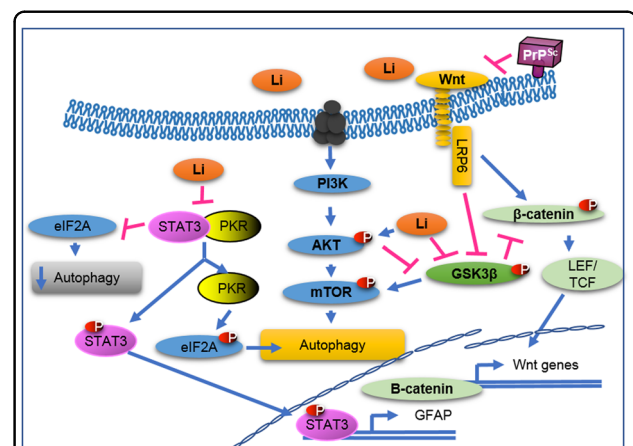 PrPSc
Li
Li
Wnt
LRP6
Li
PI3K
β-catenin
P
eIF2A
STAT3
PKR
Li
AKT
P
Autophagy
GSK3β
P
LEF/
TCF
PKR
mTOR
P
P
STAT3
eIF2A
P
Autophagy
Wnt genes
B-catenin
P
STAT3
GFAP